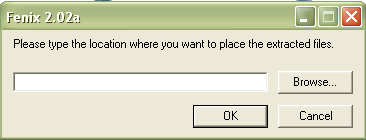 Fenix 2.02a
Please type the location where you want to place the extracted files.
Browse...
OK
Cancel